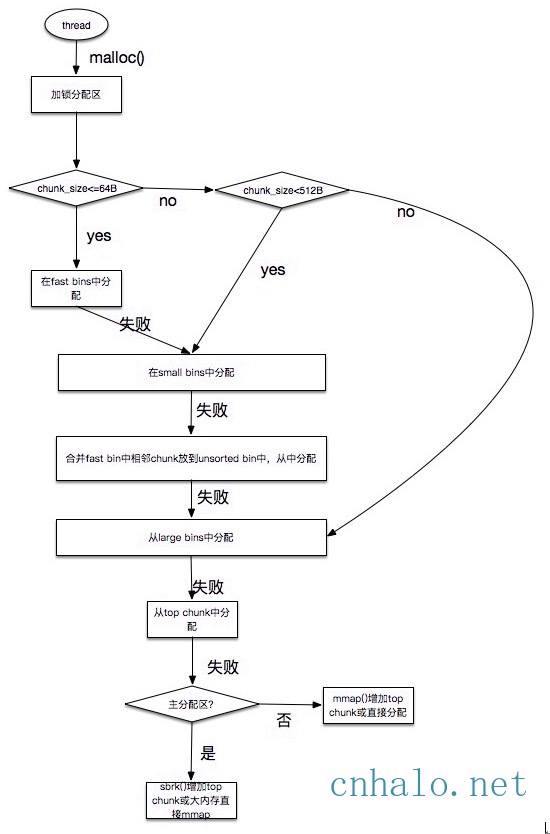 thread
malloc()
加锁分配区
chunk_size<=64B
no
chunk_size<512B
no
yes
yes
在fast bins中分
配
失败
在small bins中分配
失败
合并fast bin中相邻chunk放到unsorted bin中，从中分配
失败
从large bins中分配
失败
从top chunk中分
配
失败
主分配区?
否
mmap()增加top
chunk或直接分配
是
sbrk()增加top
chunk或大内存直
接mmap
cnhalo.net